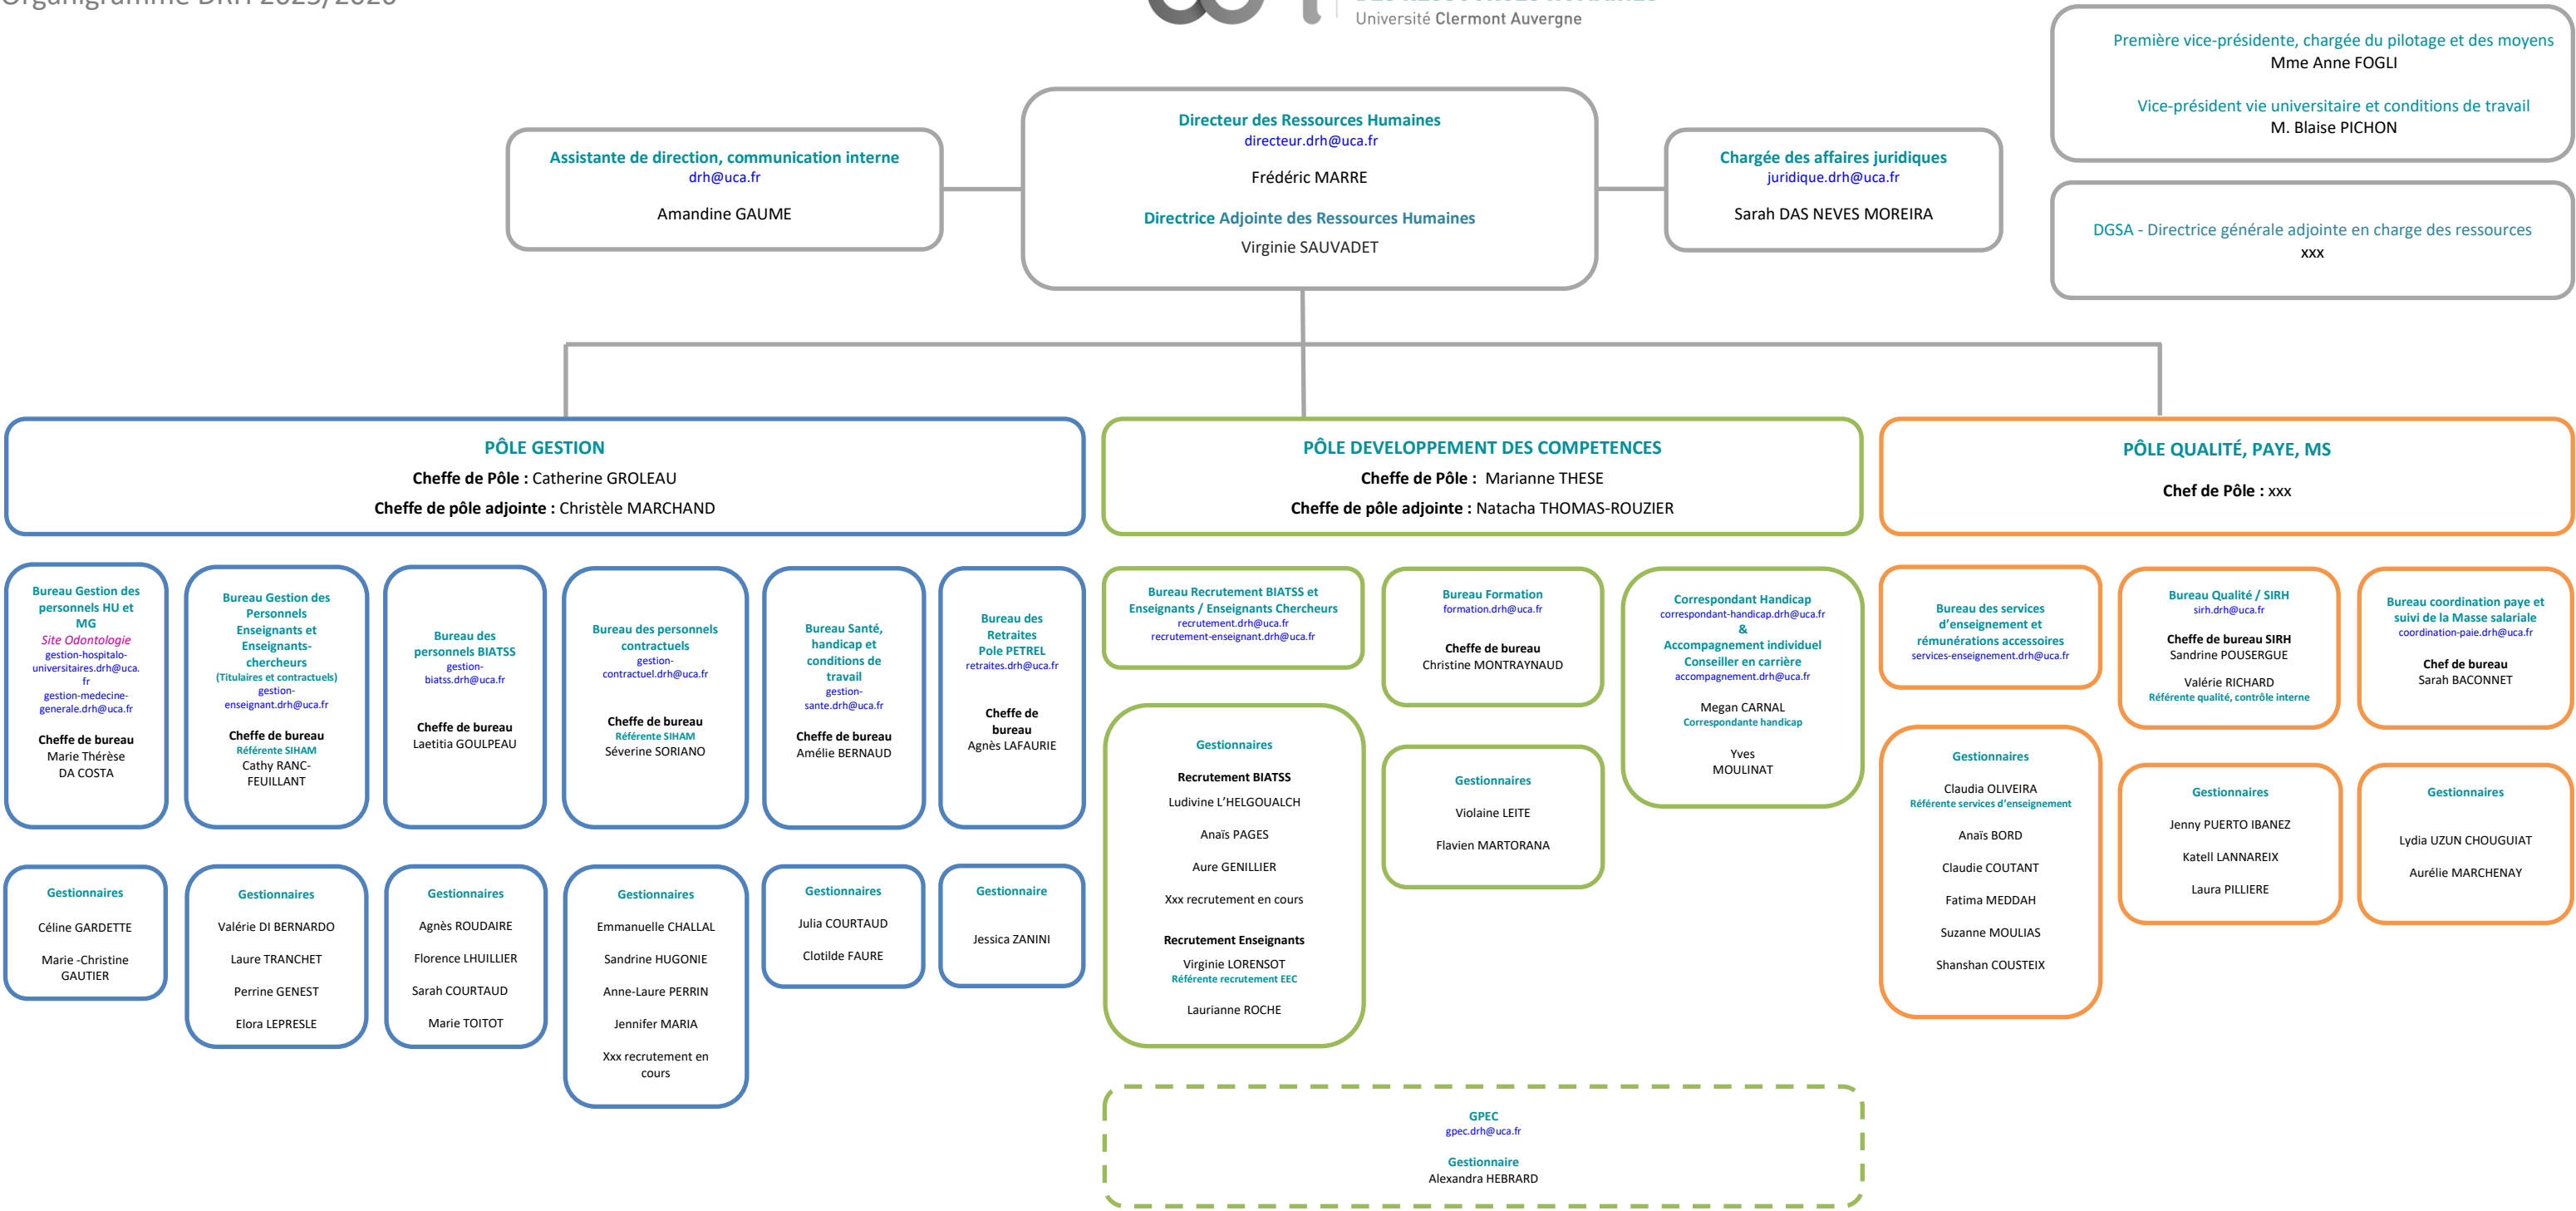 Organigramme DRH 2025/2026
DES RESSOURCES HUMAINES
Université Clermont Auvergne
Première vice-présidente, chargée du pilotage et des moyens
Mme Anne FOGLI
Vice-président vie universitaire et conditions de travail
M. Blaise PICHON
DGSA - Directrice générale adjointe en charge des ressources
xxx
Assistante de direction, communication interne
drh@uca.fr
Amandine GAUME
Directeur des Ressources Humaines
directeur.drh@uca.fr
Frédéric MARRE
Directrice Adjointe des Ressources Humaines
Virginie SAUVADET
Chargée des affaires juridiques
juridique.drh@uca.fr
Sarah DAS NEVES MOREIRA
PÔLE GESTION
Cheffe de Pôle : Catherine GROLEAU
Cheffe de pôle adjointe : Christèle MARCHAND
PÔLE DEVELOPPEMENT DES COMPETENCES
Cheffe de Pôle : Marianne THESE
Cheffe de pôle adjointe : Natacha THOMAS-ROUZIER
PÔLE QUALITÉ, PAYE, MS
Chef de Pôle : xxx
Bureau Gestion des
personnels HU et
MG
Site Odontologie
gestion-hospitalo-
universitaires.drh@uca.
fr
gestion-medecine-
generale.drh@uca.fr
Cheffe de bureau
Marie Thérèse
DA COSTA
Bureau Gestion des
Personnels
Enseignants et
Enseignants-
chercheurs
(Titulaires et contractuels)
gestion-
enseignant.drh@uca.fr
Cheffe de bureau
Référente SIHAM
Cathy RANC-
FEUILLANT
Bureau des
personnels BIATSS
gestion-
biatss.drh@uca.fr
Cheffe de bureau
Laetitia GOULPEAU
Bureau des personnels
contractuels
gestion-
contractuel.drh@uca.fr
Cheffe de bureau
Référente SIHAM
Séverine SORIANO
Bureau Santé,
handicap et
conditions de
travail
gestion-
sante.drh@uca.fr
Cheffe de bureau
Amélie BERNAUD
Bureau des
Retraites
Pole PETREL
retraites.drh@uca.fr
Cheffe de
bureau
Agnès LAFAURIE
Bureau Recrutement BIATSS et
Enseignants / Enseignants Chercheurs
recrutement.drh@uca.fr
recrutement-enseignant.drh@uca.fr
Bureau Formation
formation.drh@uca.fr
Cheffe de bureau
Christine MONTRAYNAUD
Correspondant Handicap
correspondant-handicap.drh@uca.fr
&
Accompagnement individuel
Conseiller en carrière
accompagnement.drh@uca.fr
Megan CARNAL
Correspondante handicap
Yves
MOULINAT
Bureau des services
d'enseignement et
rémunérations accessoires
services-enseignement.drh@uca.fr
Bureau Qualité / SIRH
sirh.drh@uca.fr
Cheffe de bureau SIRH
Sandrine POUSERGUE
Valérie RICHARD
Référente qualité, contrôle interne
Bureau coordination paye et
suivi de la Masse salariale
coordination-paie.drh@uca.fr
Chef de bureau
Sarah BACONNET
Gestionnaires
Céline GARDETTE
Marie -Christine
GAUTIER
Gestionnaires
Valérie DI BERNARDO
Laure TRANCHET
Perrine GENEST
Elora LEPRESLE
Gestionnaires
Agnès ROUDAIRE
Florence LHUILLIER
Sarah COURTAUD
Marie TOITOT
Gestionnaires
Emmanuelle CHALLAL
Sandrine HUGONIE
Anne-Laure PERRIN
Jennifer MARIA
Xxx recrutement en
cours
Gestionnaires
Julia COURTAUD
Clotilde FAURE
Gestionnaire
Jessica ZANINI
Gestionnaires
Recrutement BIATSS
Ludivine L'HELGOUALCH
Anaïs PAGES
Aure GENILLIER
Xxx recrutement en cours
Recrutement Enseignants
Virginie LORENSOT
Référente recrutement EEC
Laurianne ROCHE
Gestionnaires
Violaine LEITE
Flavien MARTORANA
Gestionnaires
Claudia OLIVEIRA
Référente services d'enseignement
Anaïs BORD
Claudie COUTANT
Fatima MEDDAH
Suzanne MOULIAS
Shanshan COUSTEIX
Gestionnaires
Jenny PUERTO IBANEZ
Katell LANNAREIX
Laura PILLIERE
Gestionnaires
Lydia UZUN CHOUGUIAT
Aurélie MARCHENAY
GPEC
gpec.drh@uca.fr
Gestionnaire
Alexandra HEBRARD